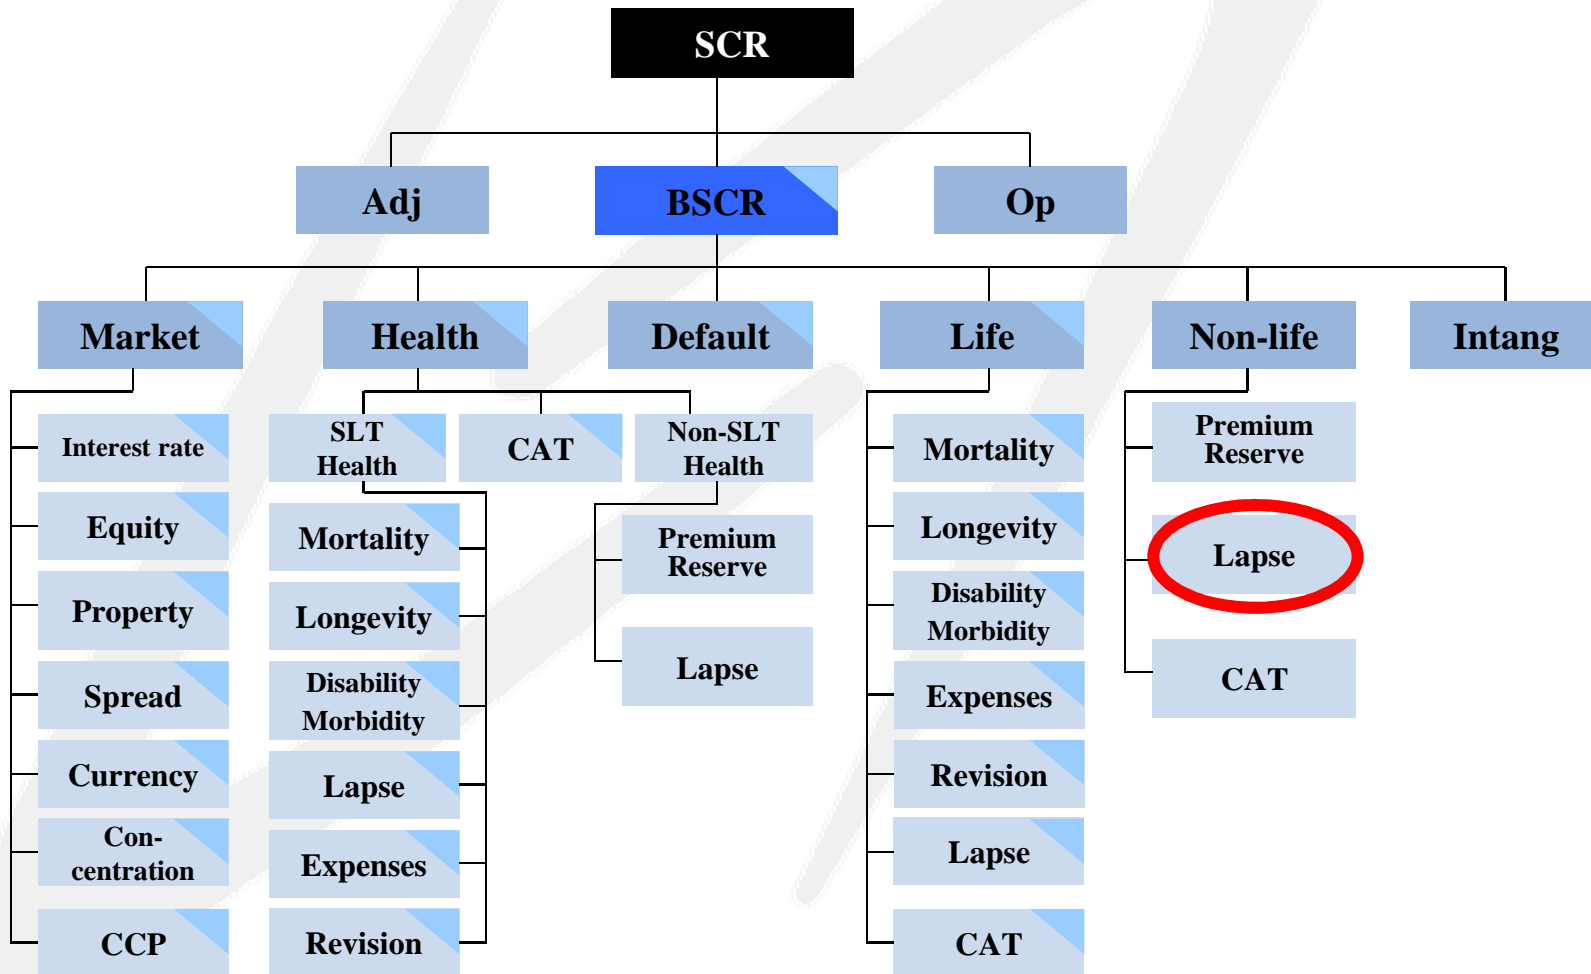 SCR
Adj
BSCR
Op
Market
Health
Default
Life
Non-life
Intang
Interest rate
Equity
Property
Spread
Currency
Con-
centration
CCP
SLT
Health
CAT
Non-SLT
Health
Mortality
Longevity
Disability
Morbidity
Lapse
Expenses
Revision
Premium
Reserve
Lapse
Mortality
Longevity
Disability
Morbidity
Expenses
Revision
Lapse
CAT
Premium
Reserve
Lapse
CAT